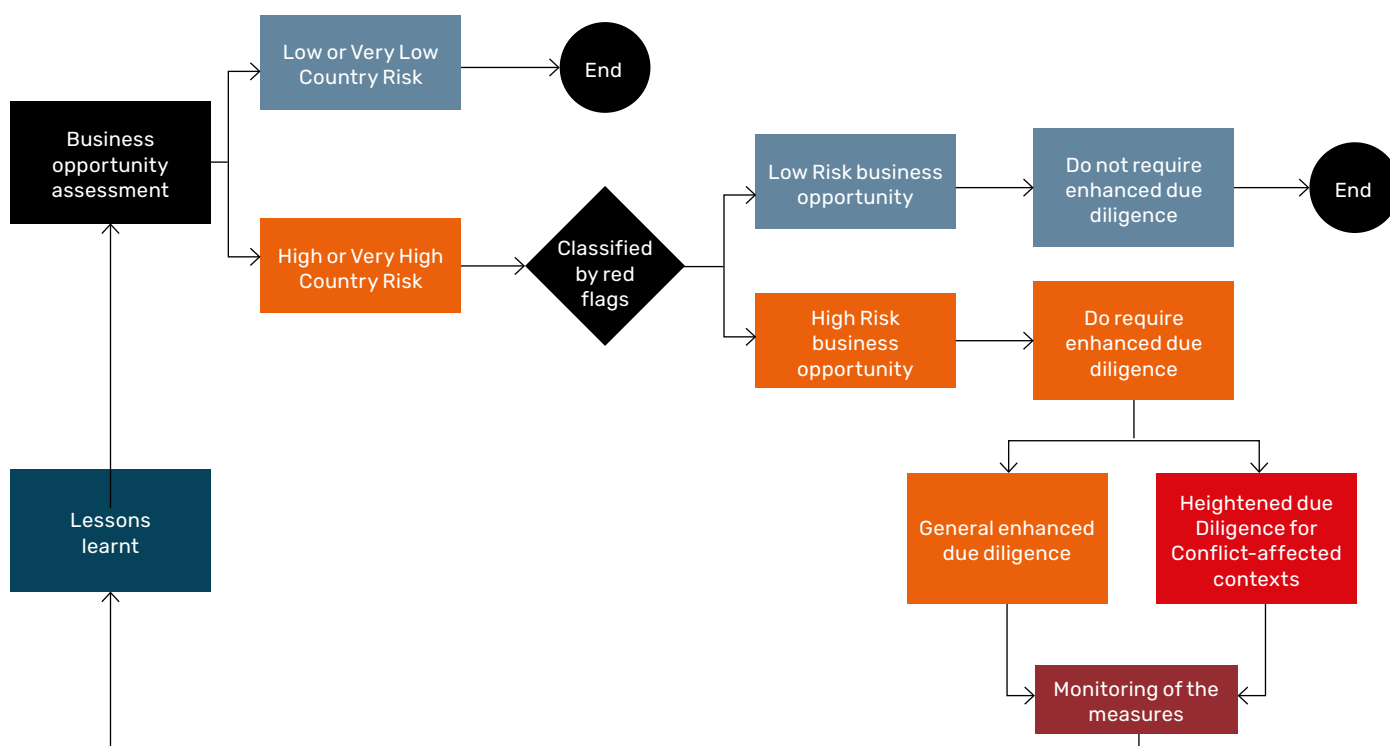 Low or Very Low
Country Risk
End
Business
opportunity
assessment
High or Very High
Country Risk
Classified
by red
flags
Low Risk business
opportunity
Do not require
enhanced due
diligence
End
High Risk
business
opportunity
Do require
enhanced due
diligence
General enhanced
due diligence
Heightened due
Diligence for
Conflict-affected
contexts
Monitoring of the
measures
Lessons
learnt